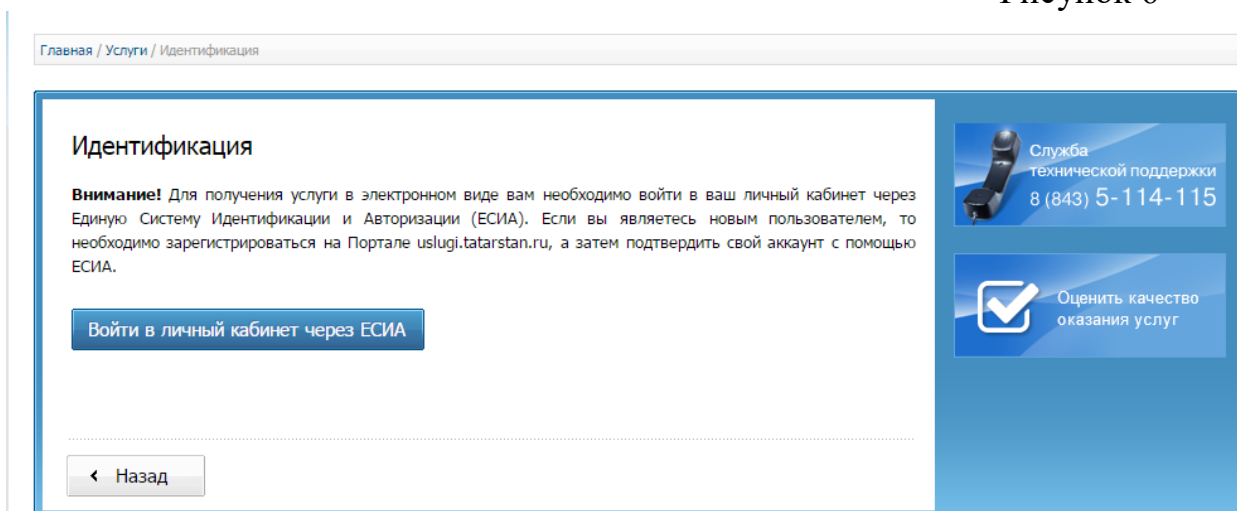 Главная / Услуги / Идентификация
Идентификация
Внимание! Для получения услуги в электронном виде вам необходимо войти в ваш личный кабинет через
Единую Систему Идентификации и Авторизации (ЕСИА). Если вы являетесь новым пользователем, то
необходимо зарегистрироваться на Портале uslugi.tatarstan.ru, а затем подтвердить свой аккаунт с помощью
ЕСИА.
Войти в личный кабинет через ЕСИА
Назад
Служба
технической поддержки
8 (843) 5-114-115
Оценить качество
оказания услуг